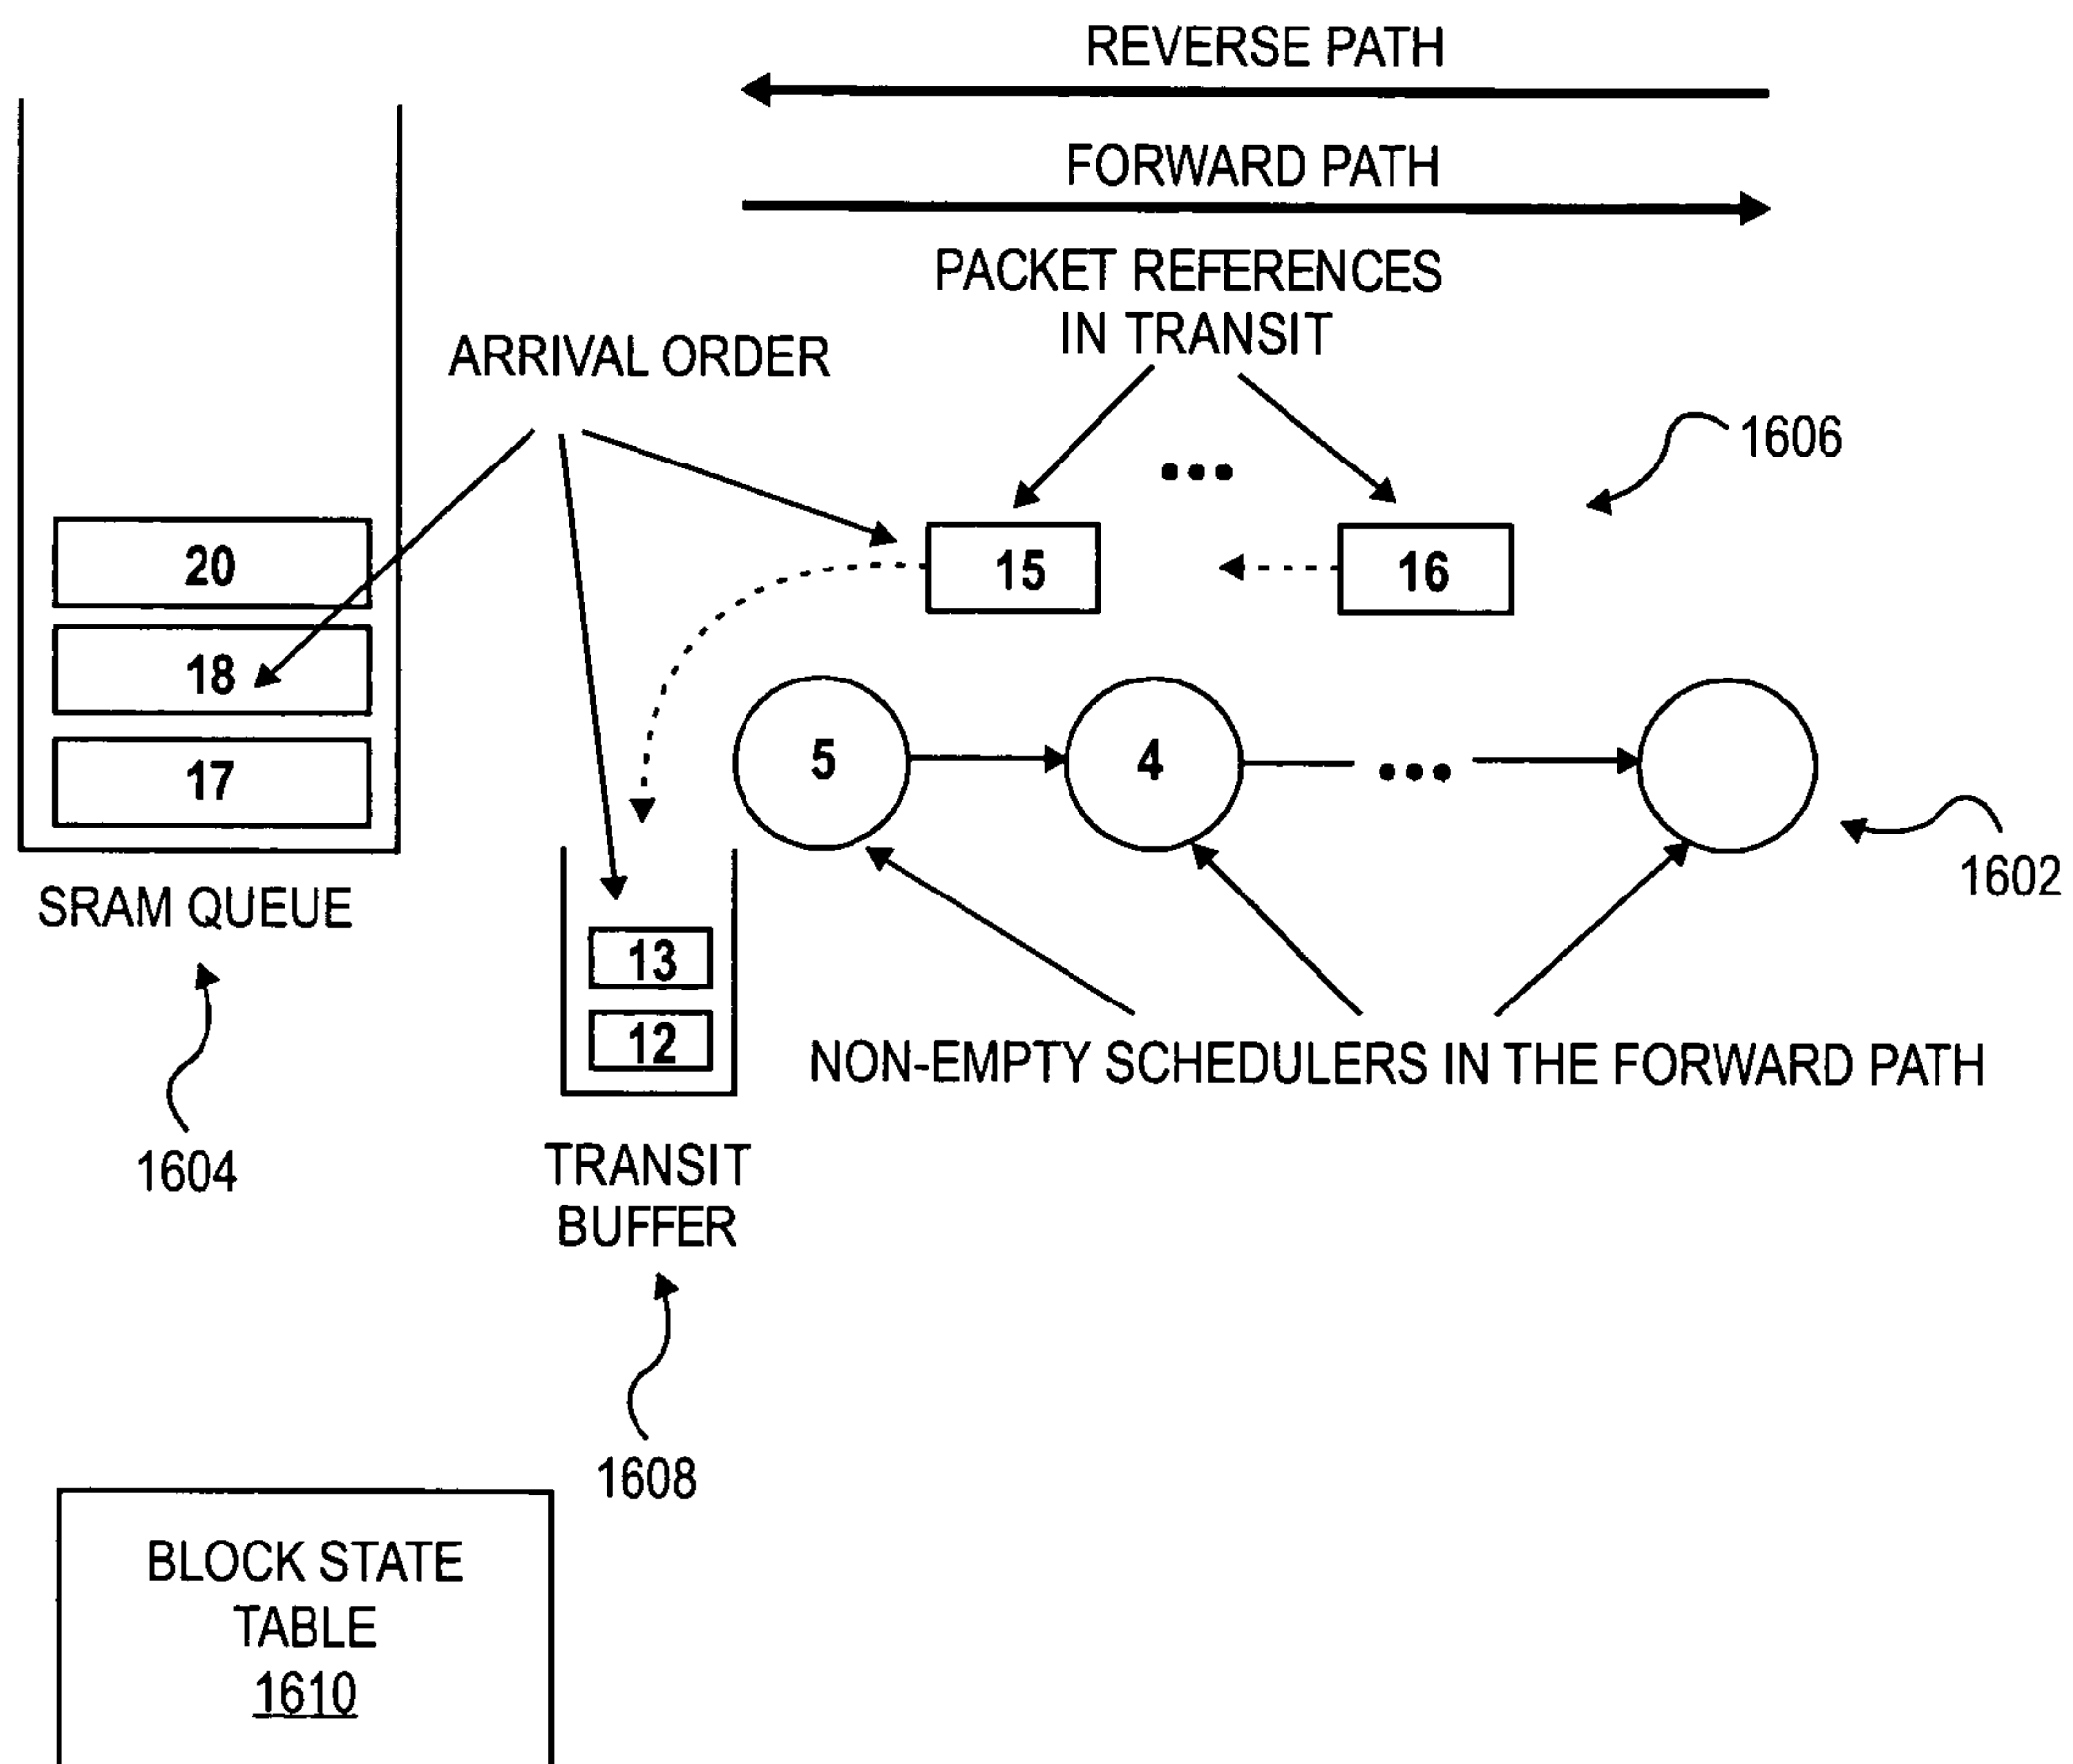 REVERSE PATH
FORWARD PATH
PACKET REFERENCES
IN TRANSIT
ARRIVAL ORDER
1606
20
18
17
15
16
5
4
1602
SRAM QUEUE
1604
13
12
NON-EMPTY SCHEDULERS IN THE FORWARD PATH
TRANSIT
BUFFER
1608
BLOCK STATE
TABLE
1610